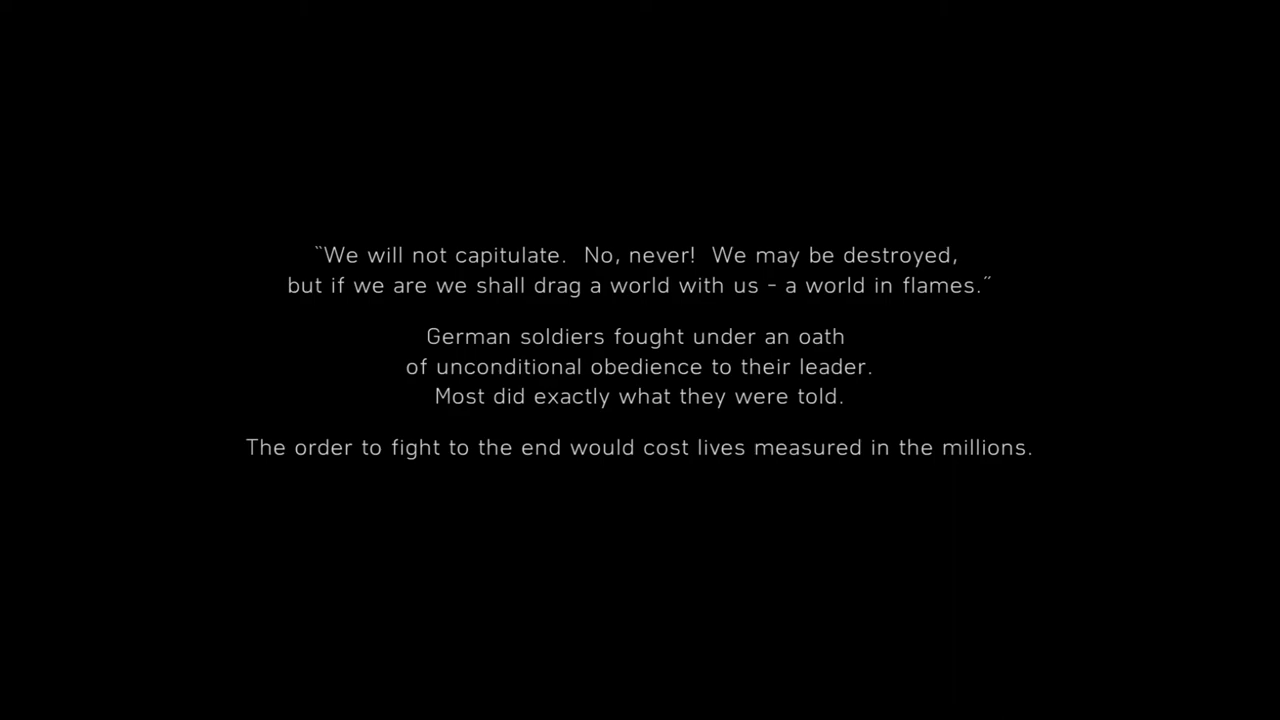 “We will not capitulate.  No, never!  We may be destroyed,
but if we are we shall drag a world with us - a world in flames.”
German soldiers fought under an oath
of unconditional obedience to their leader.
Most did exactly what they were told.
The order to fight to the end would cost lives measured in the millions.